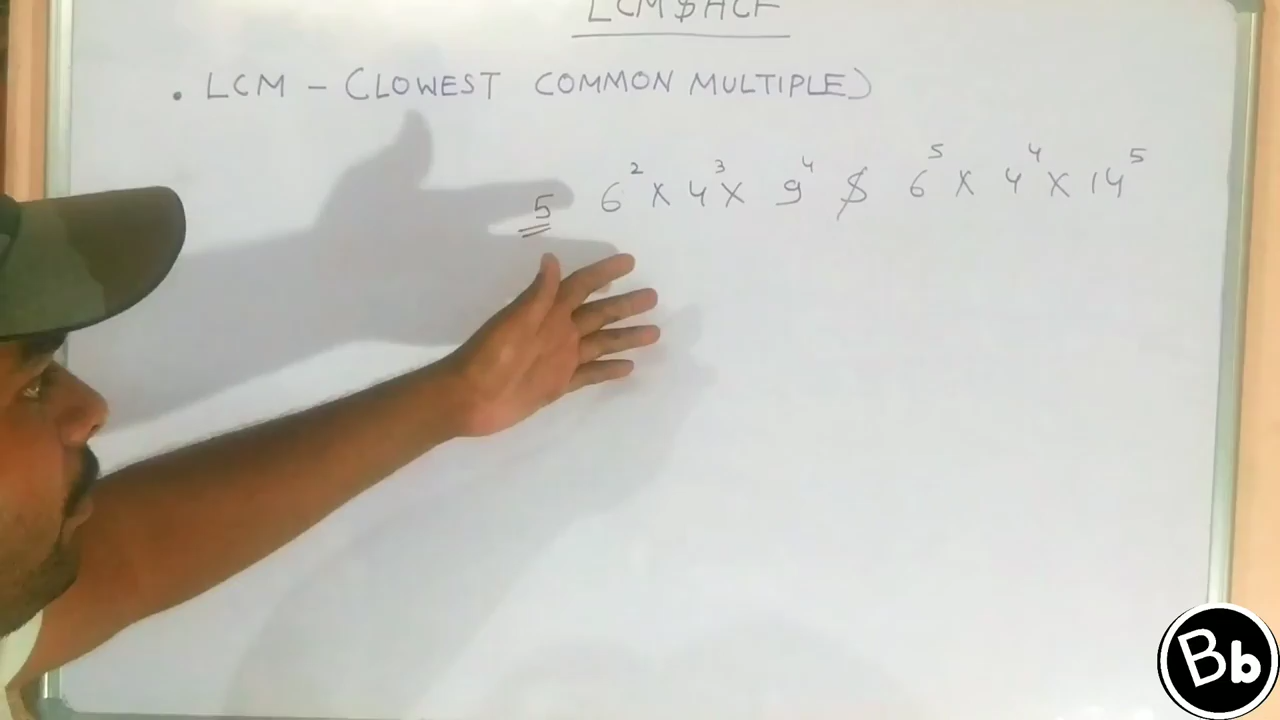 LCM $ HCF
. LCM - (LOWEST COMMON MULTIPLE)
5 6² x 4³ x 9⁴ $ 6⁵ x 4⁴ x 14⁵
Bb